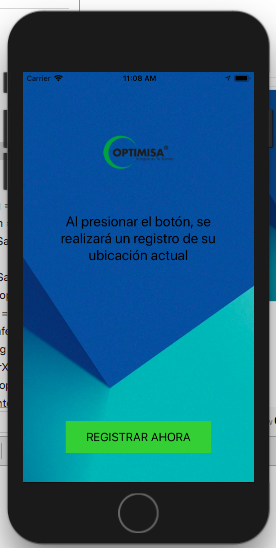 Carrier
11:08 AM
OPTIMISA®
Al presionar el botón, se
realizará un registro de su
ubicación actual
REGISTRAR AHORA